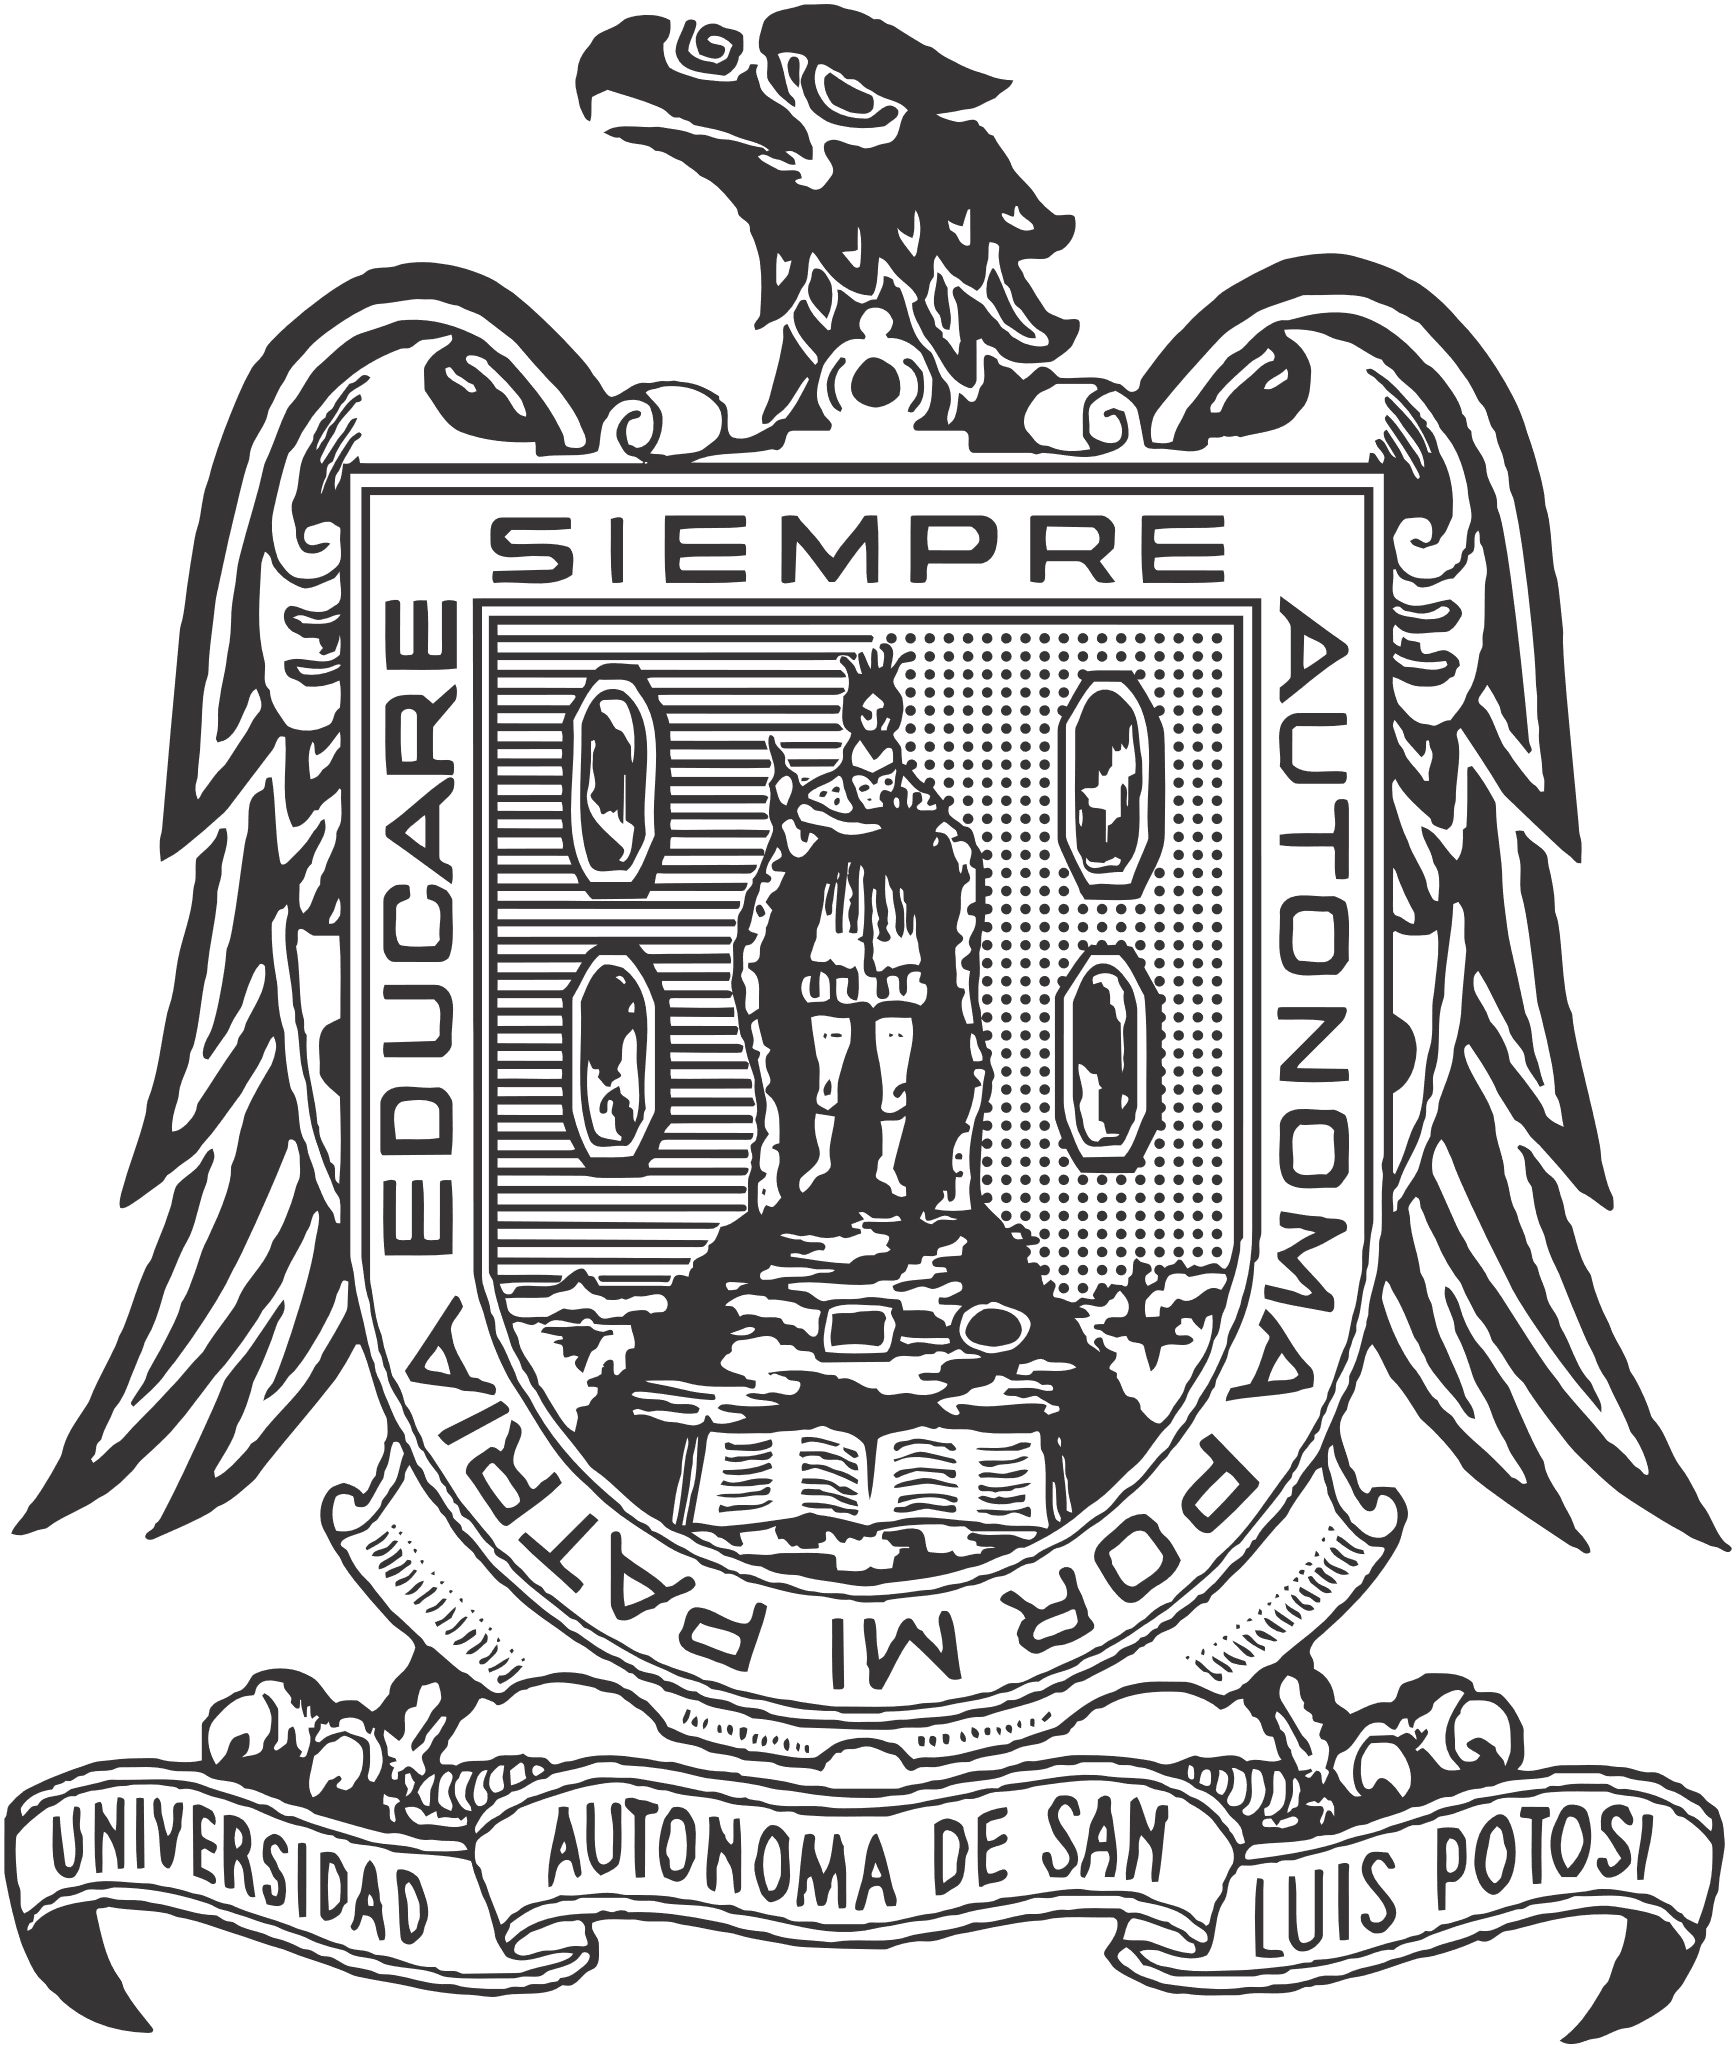 SIEMPRE
AUTONOMA
POR MI PATRIA
EDUCARE
UNIVERSIDAD AUTONOMA DE SAN LUIS POTOSI